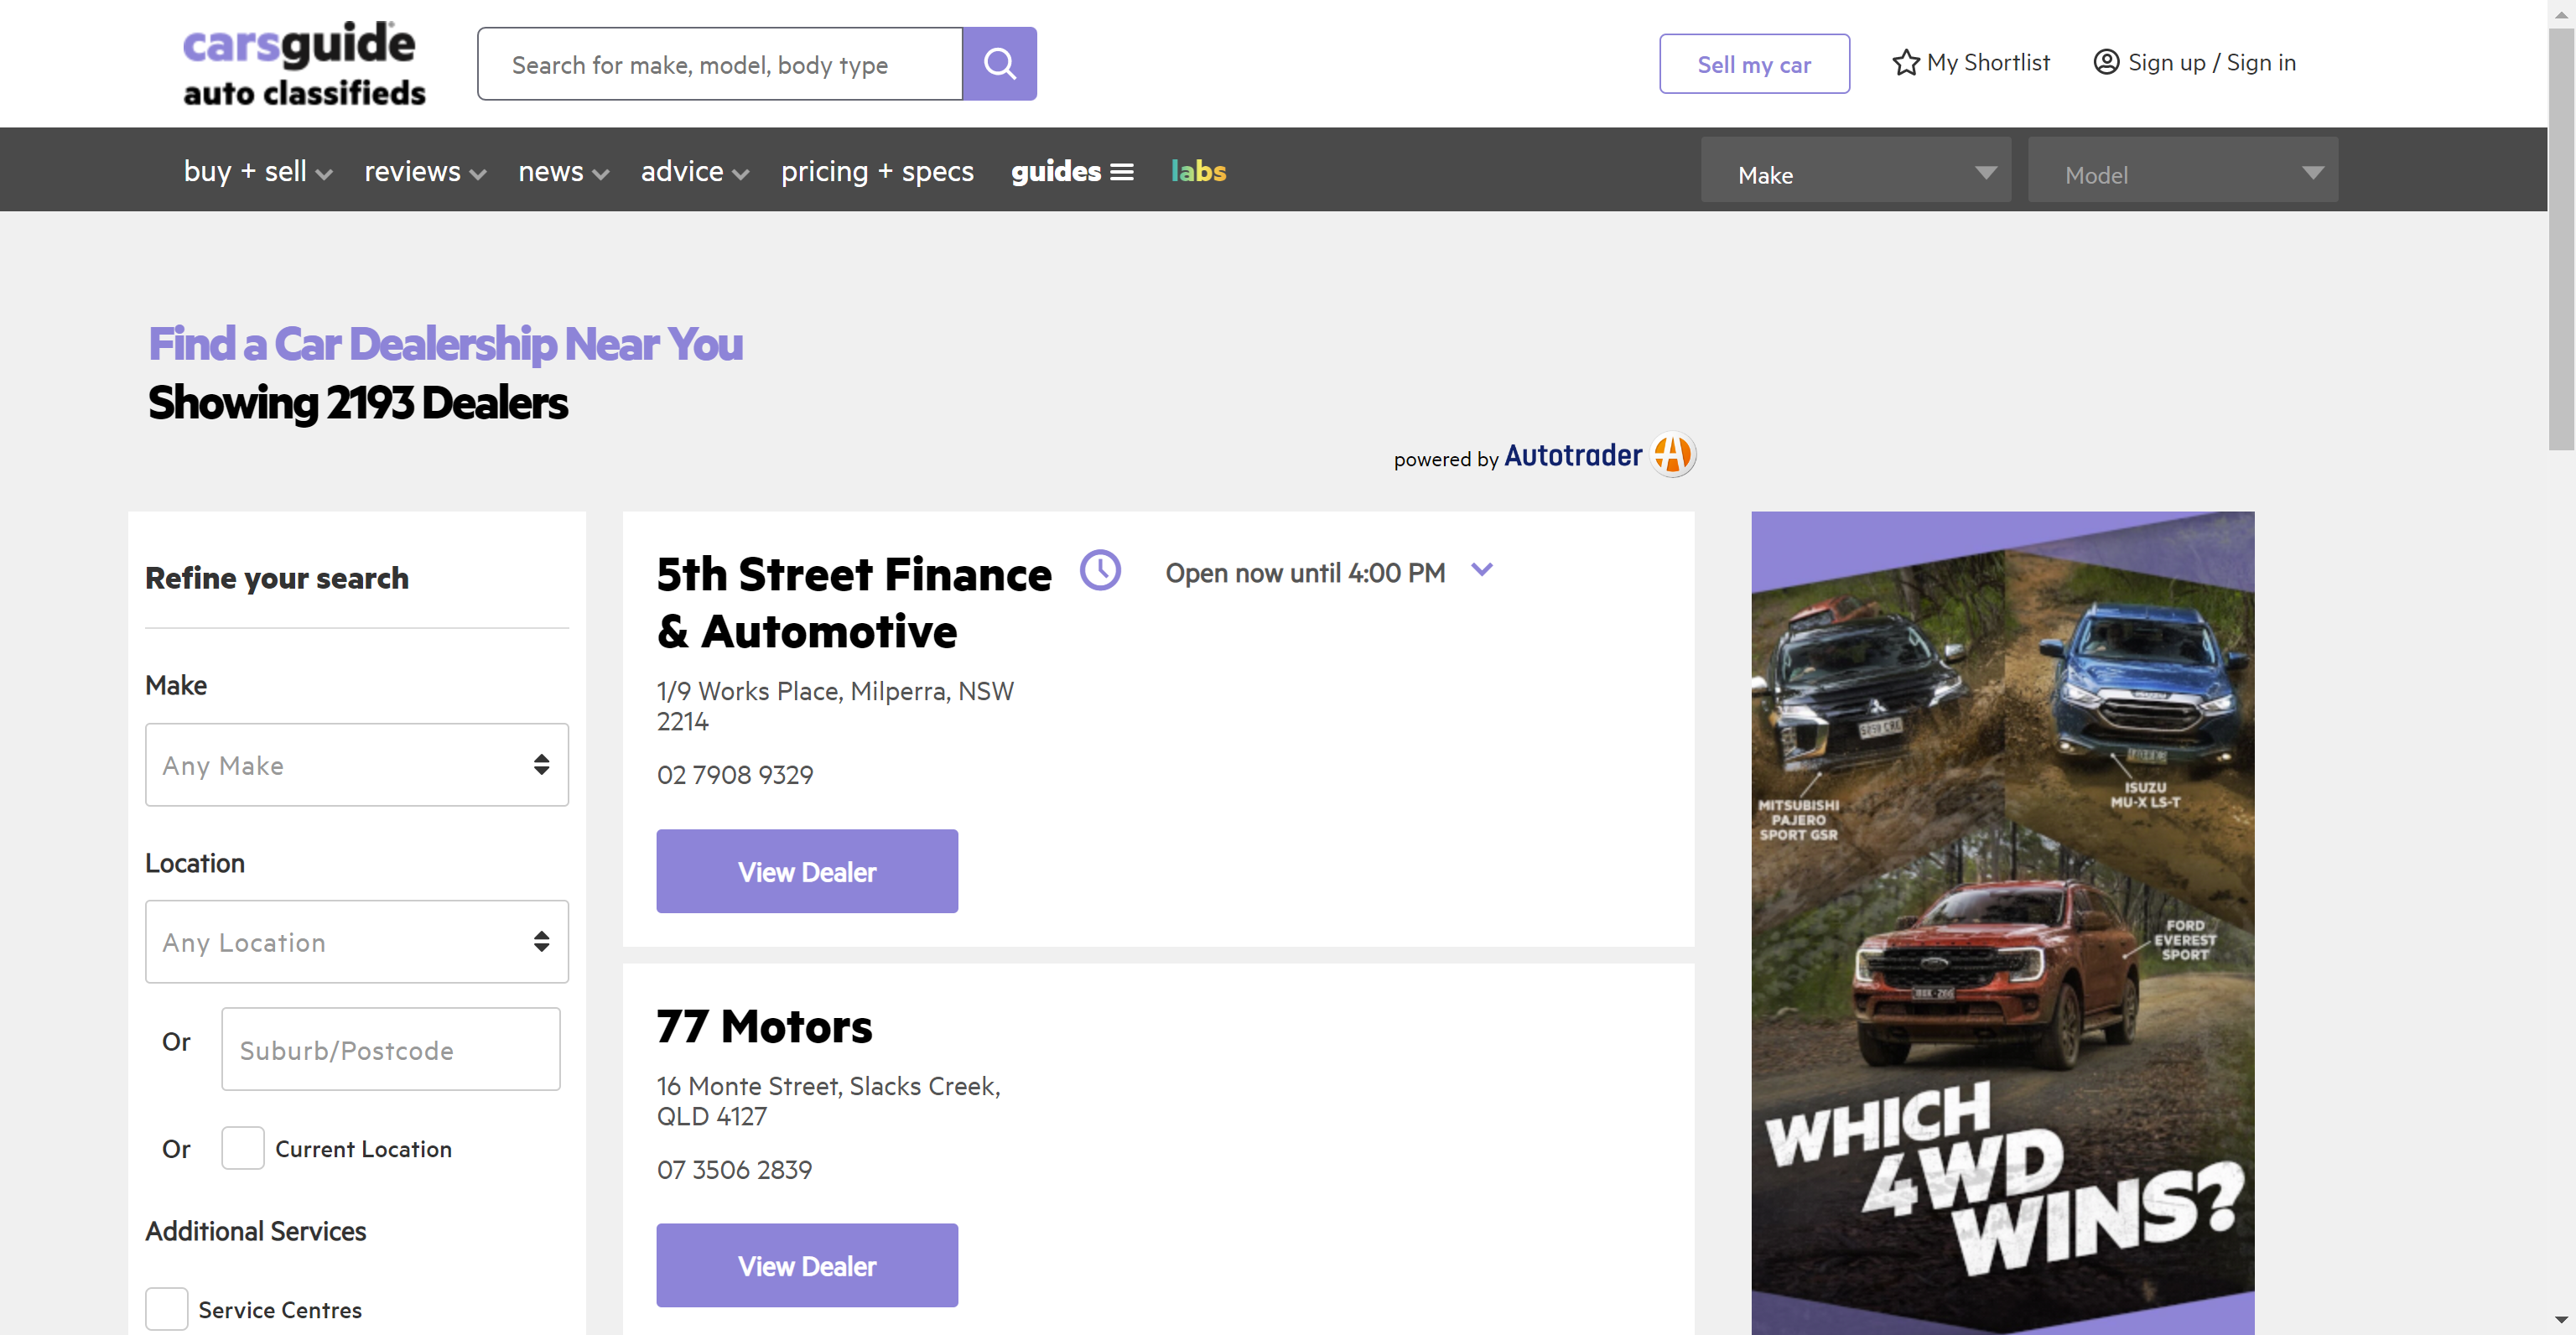 carsguide
auto classifieds
Search for make, model, body type
Sell my car
My Shortlist
Sign up / Sign in
buy + sell
reviews
news
advice
pricing + specs
guides
labs
Make
Model
Find a Car Dealership Near You
Showing 2193 Dealers
powered by Autotrader
Refine your search
Make
Any Make
Location
Any Location
Or
Suburb/Postcode
Or
Current Location
Additional Services
Service Centres
5th Street Finance
& Automotive
Open now until 4:00 PM
1/9 Works Place, Milperra, NSW
2214
02 7908 9329
View Dealer
77 Motors
16 Monte Street, Slacks Creek,
QLD 4127
07 3506 2839
View Dealer
MITSUBISHI
PAJERO
SPORT GSR
ISUZU
MU-X LS-T
FORD
EVEREST
SPORT
WHICH
4WD
WINS?